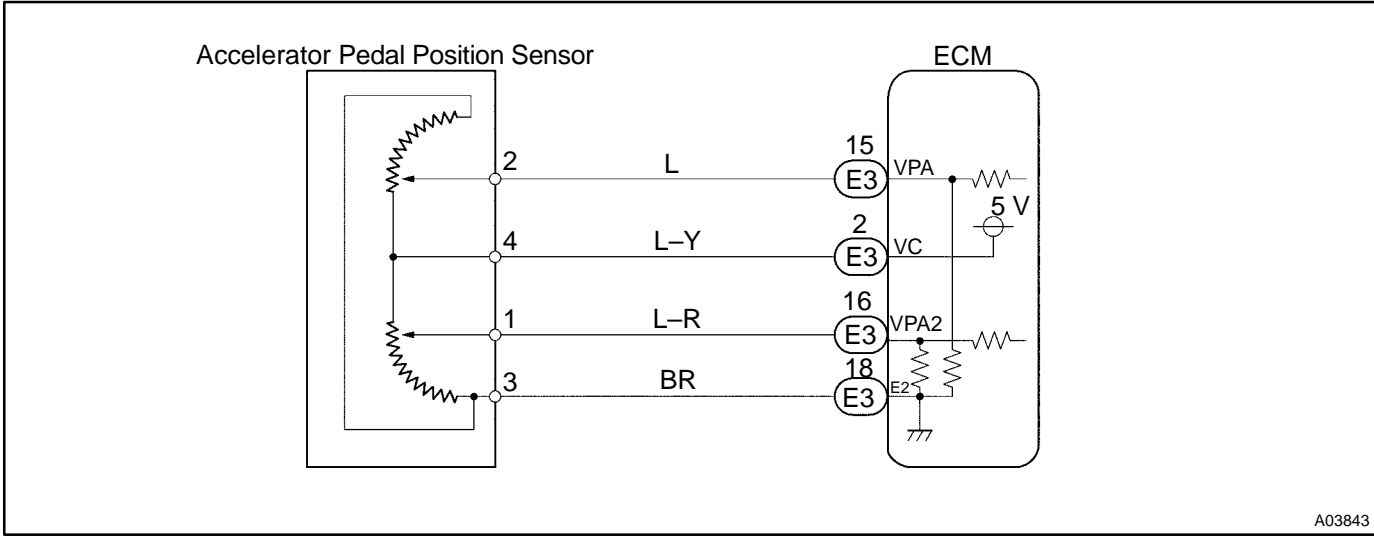 Accelerator Pedal Position Sensor
ECM
2
L
15
E3
VPA
5 V
4
L–Y
2
E3
VC
1
L–R
16
E3
VPA2
3
BR
18
E3
E2
A03843